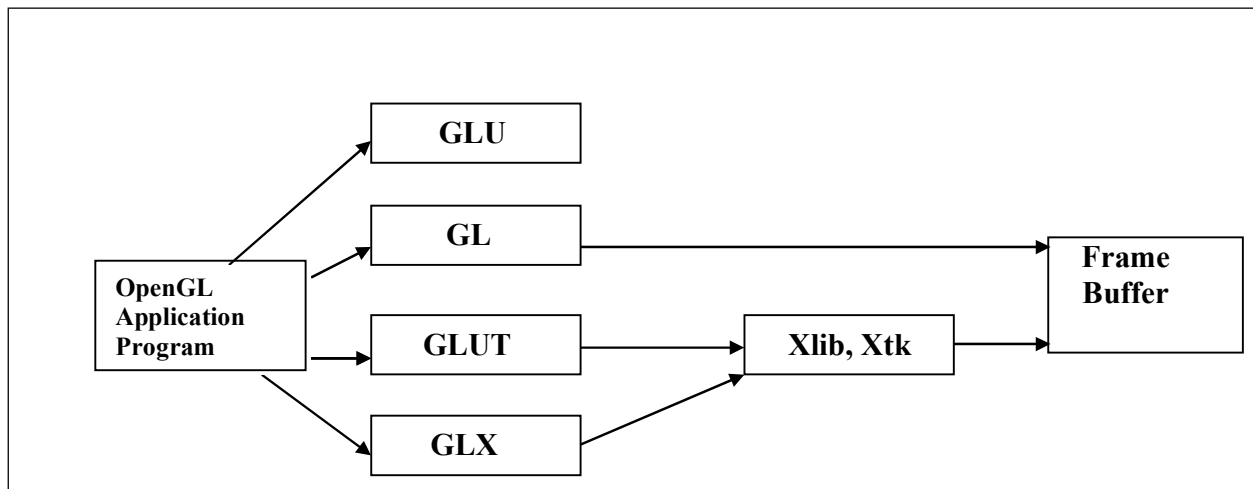 GLU
GL
OpenGL
Application
Program
GLUT
GLX
Xlib, Xtk
Frame
Buffer